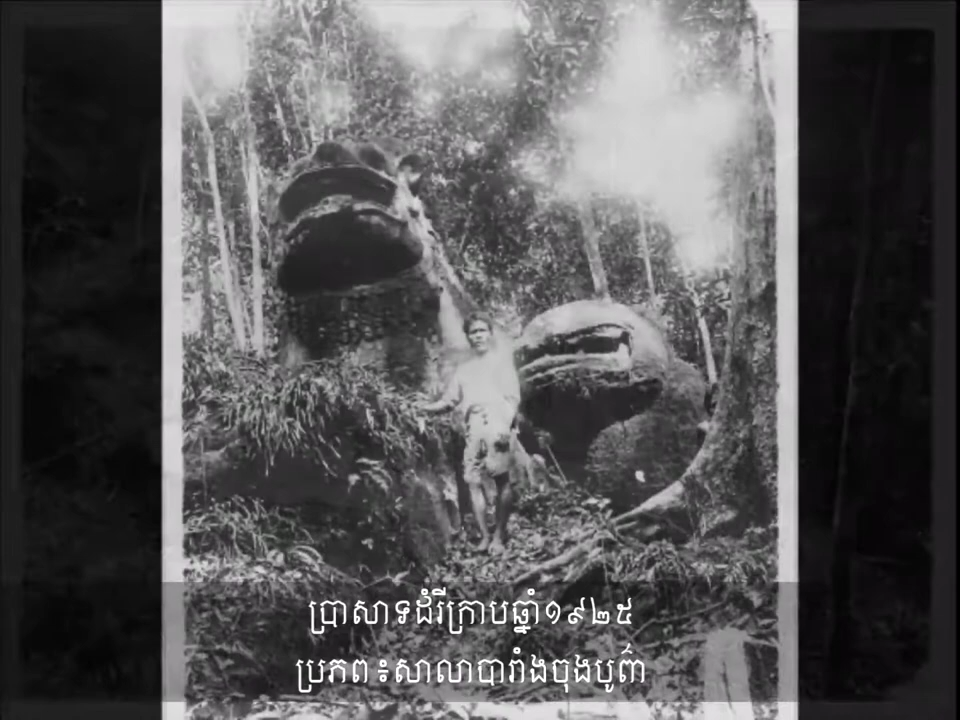 ប្រាសាទដំរីក្រាបឆ្នាំ១៩២៥
ប្រភព៖សាលាបារាំងចុងបូព៌ា